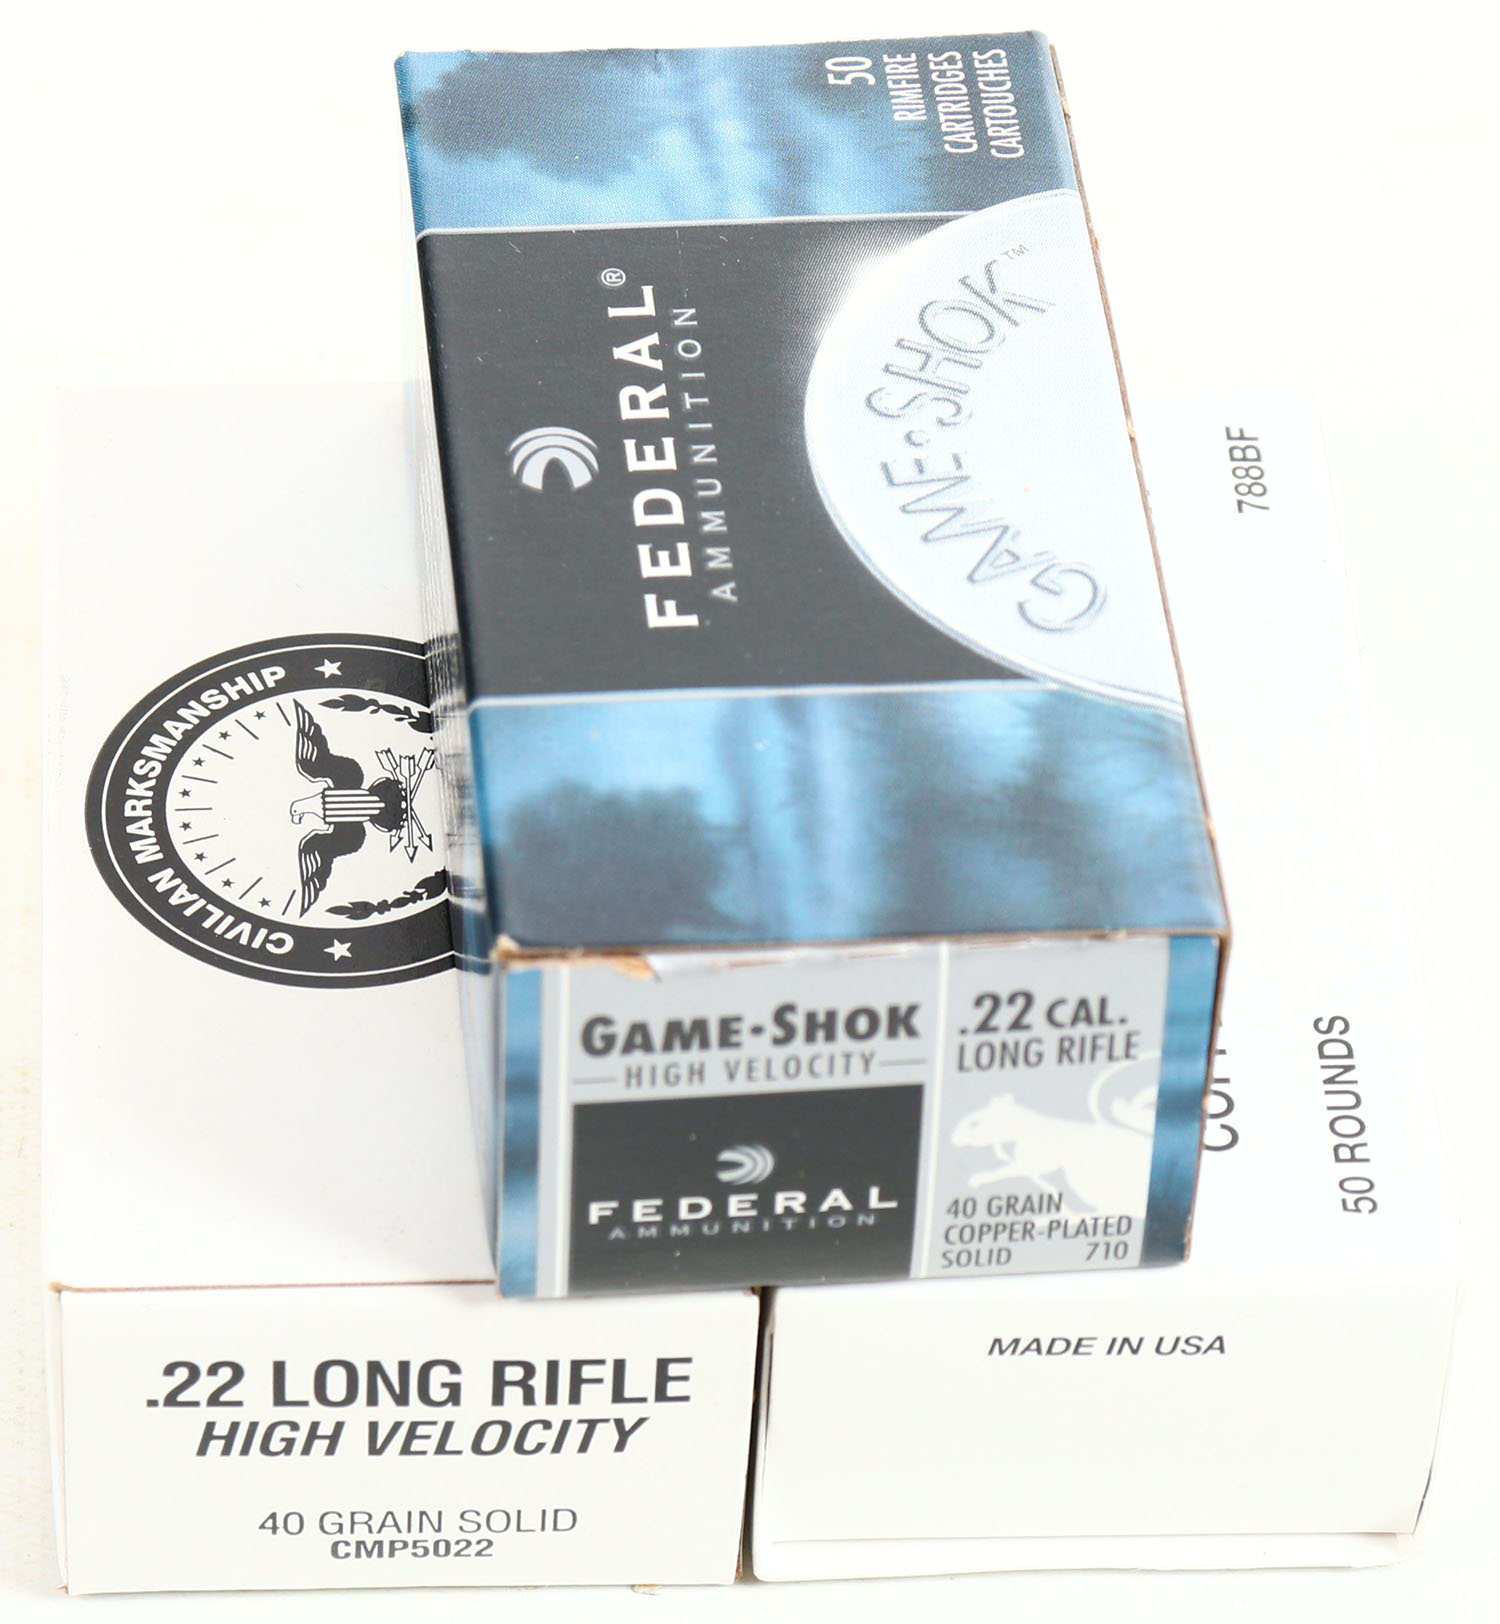 50
RIMFIRE
CARTRIDGES
CARTOUCHES
FEDERAL®
AMMUNITION
GAME·SHOK™
GAME·SHOK
HIGH VELOCITY
FEDERAL
AMMUNITION
.22 CAL.
LONG RIFLE
40 GRAIN
COPPER-PLATED
SOLID 710
CIVILIAN MARKSMANSHIP
.22 LONG RIFLE
HIGH VELOCITY
40 GRAIN SOLID
CMP5022
788BF
50 ROUNDS
MADE IN USA